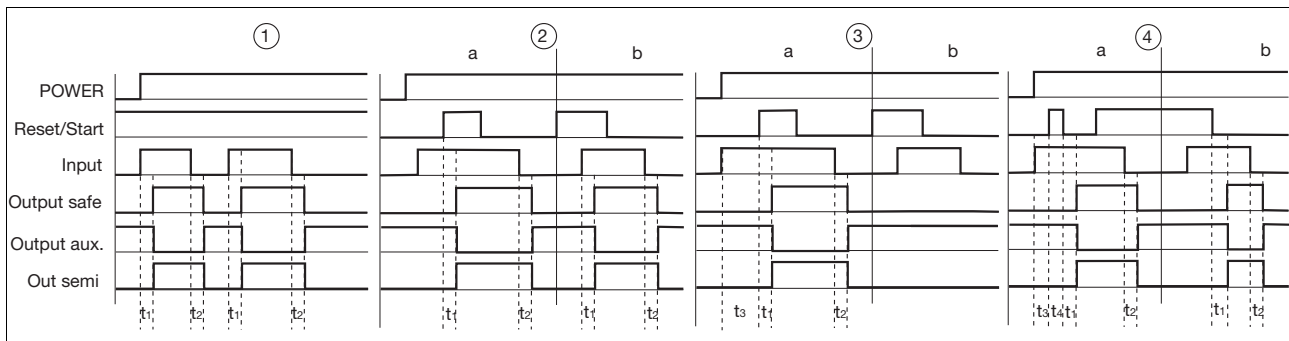 ① ② ③ ④
a b a b a b
POWER
Reset/Start
Input
Output safe
Output aux.
Out semi
t1 t2 t1 t2 t1 t2 t1 t2 t3 t1 t2 t3 t4 t1 t2 t1 t2